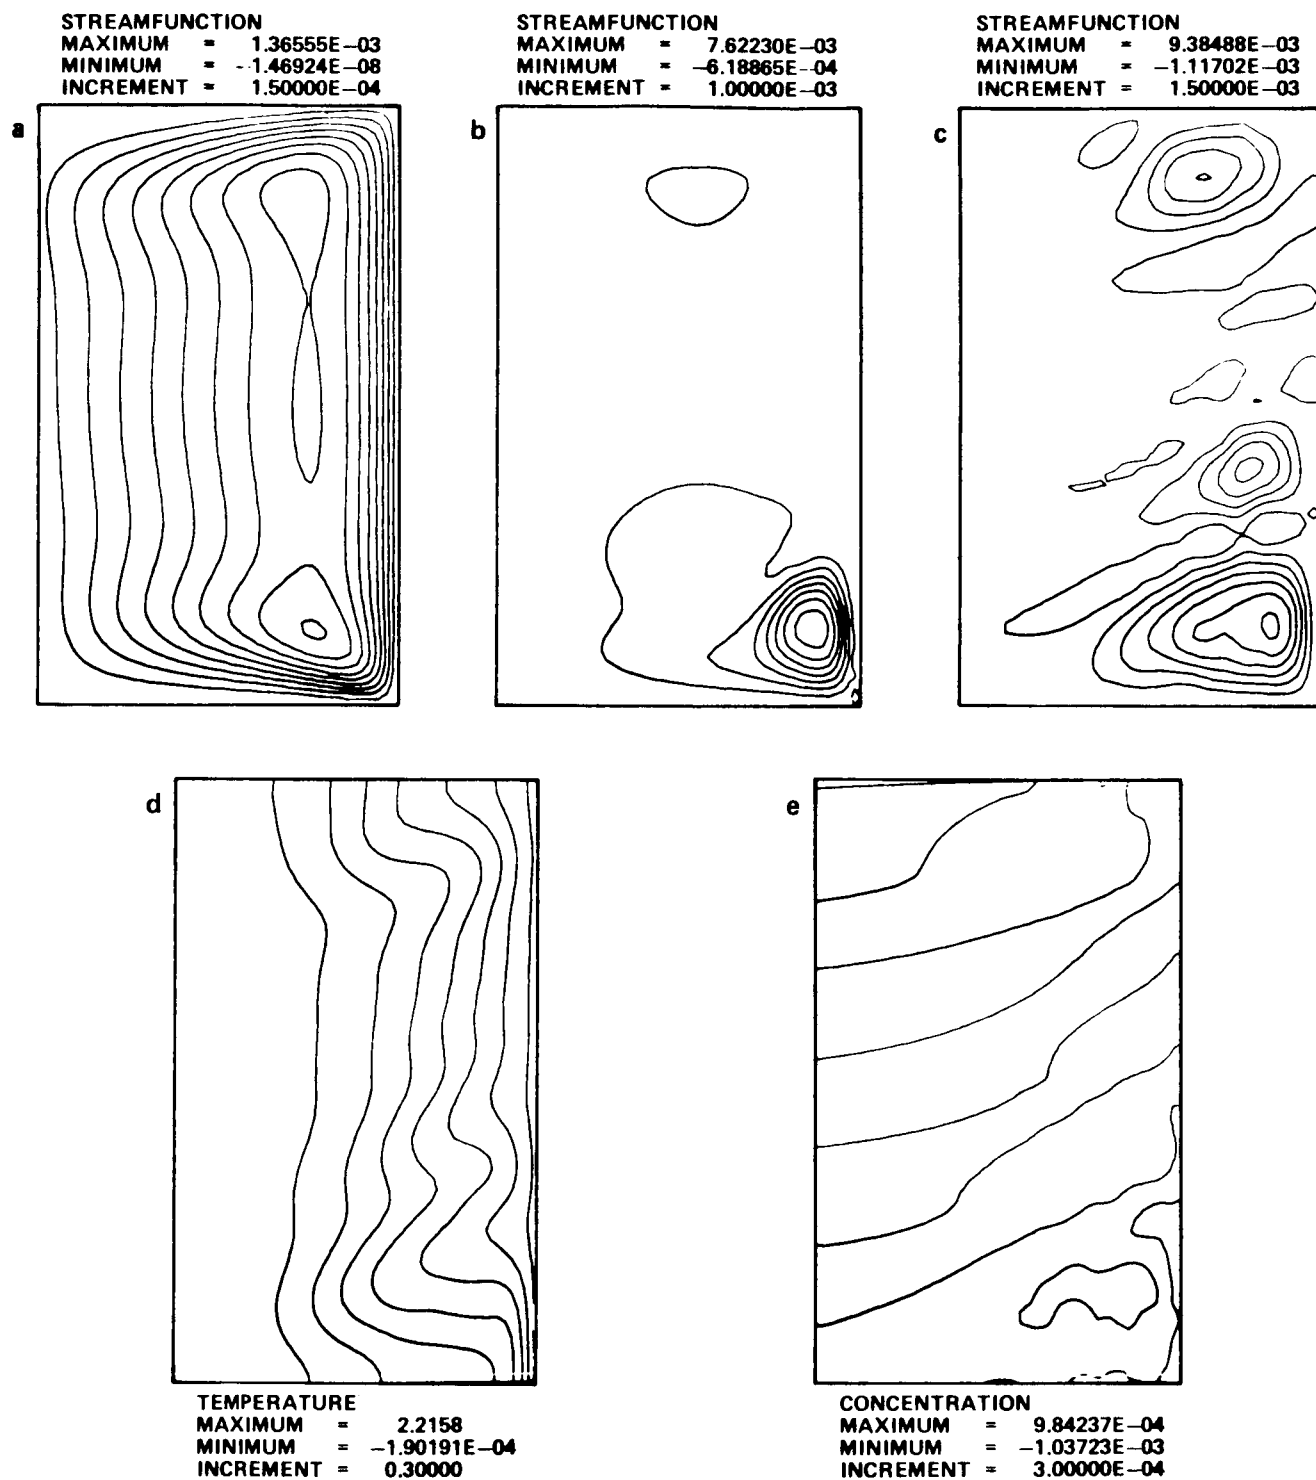 STREAMFUNCTION
MAXIMUM = 1.36555E-03
MINIMUM = -1.46924E-08
INCREMENT = 1.50000E-04
STREAMFUNCTION
MAXIMUM = 7.62230E-03
MINIMUM = -6.18865E-04
INCREMENT = 1.00000E-03
STREAMFUNCTION
MAXIMUM = 9.38488E-03
MINIMUM = -1.11702E-03
INCREMENT = 1.50000E-03
a
b
c
d
e
TEMPERATURE
MAXIMUM = 2.2158
MINIMUM = -1.90191E-04
INCREMENT = 0.30000
CONCENTRATION
MAXIMUM = 9.84237E-04
MINIMUM = -1.03723E-03
INCREMENT = 3.00000E-04